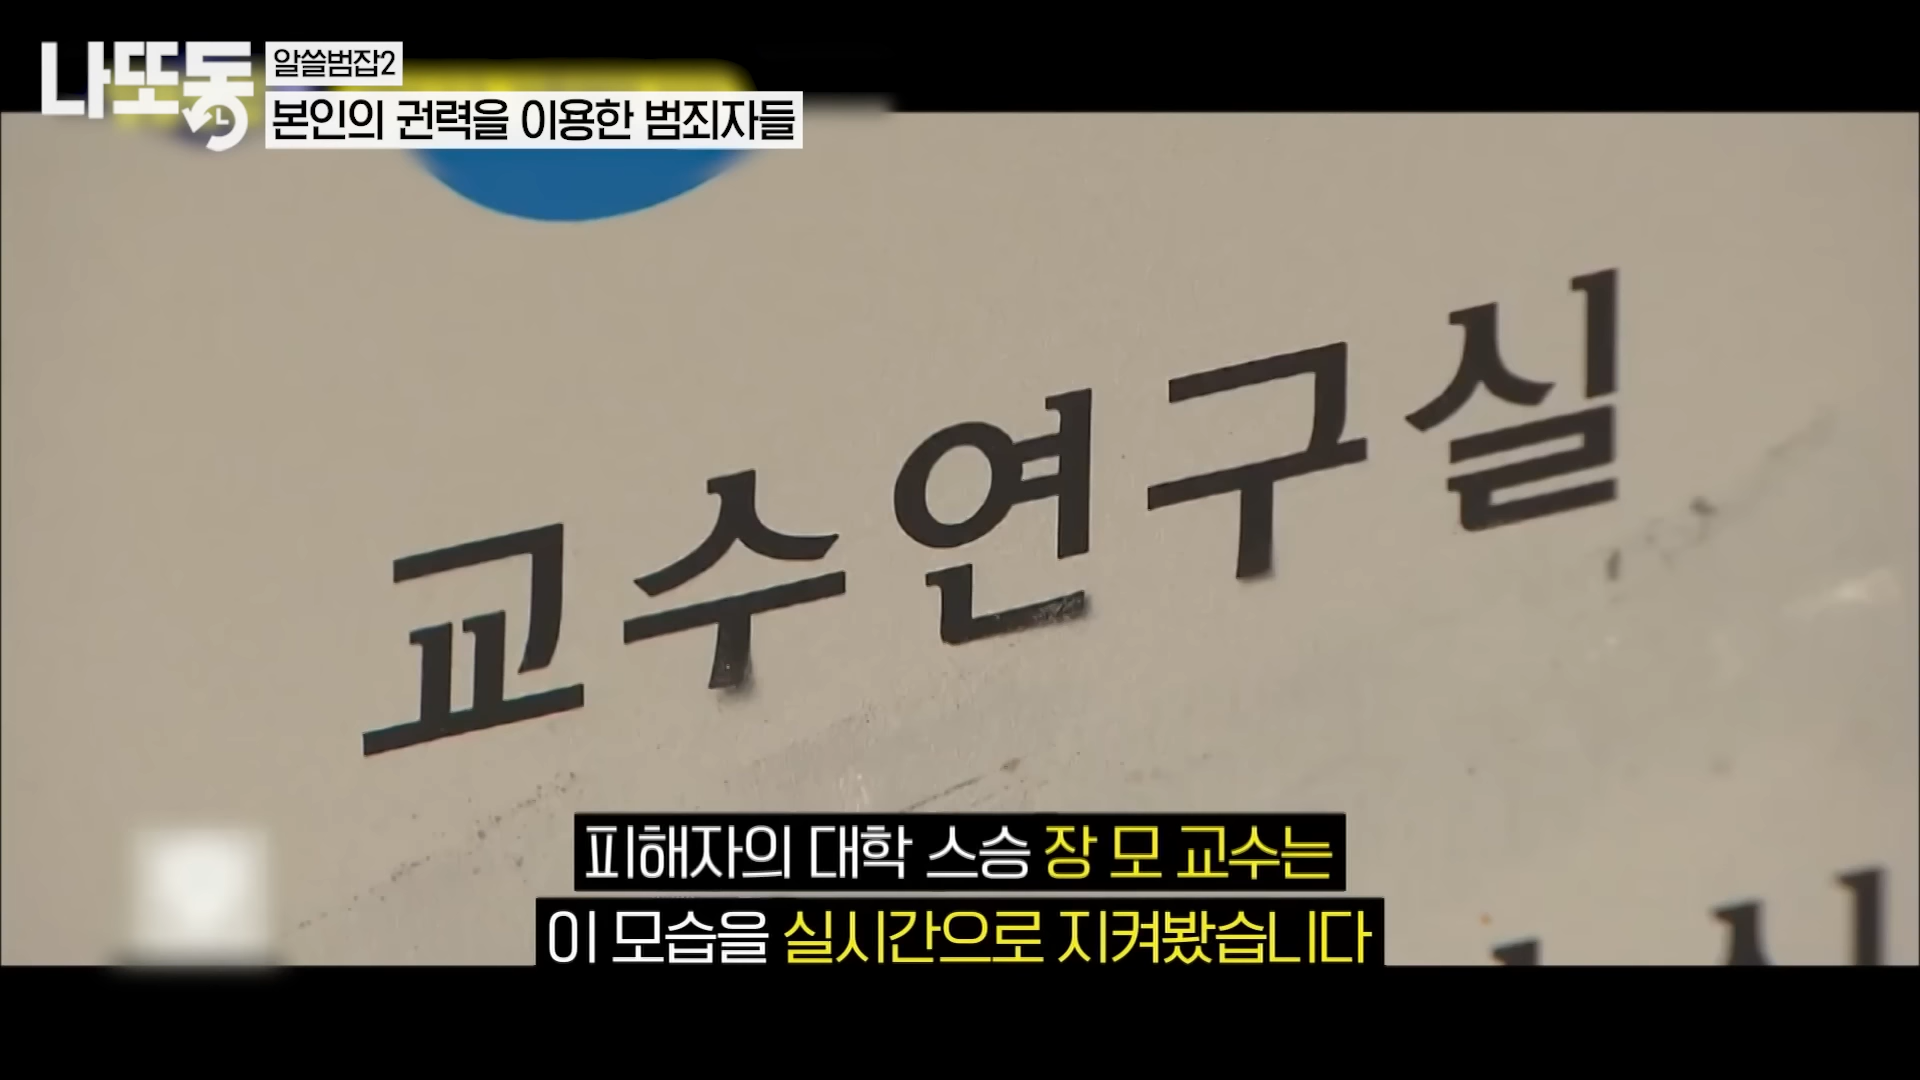 나또동
알쓸범잡2
본인의 권력을 이용한 범죄자들
교수연구실
피해자의 대학 스승 장 모 교수는
이 모습을 실시간으로 지켜봤습니다